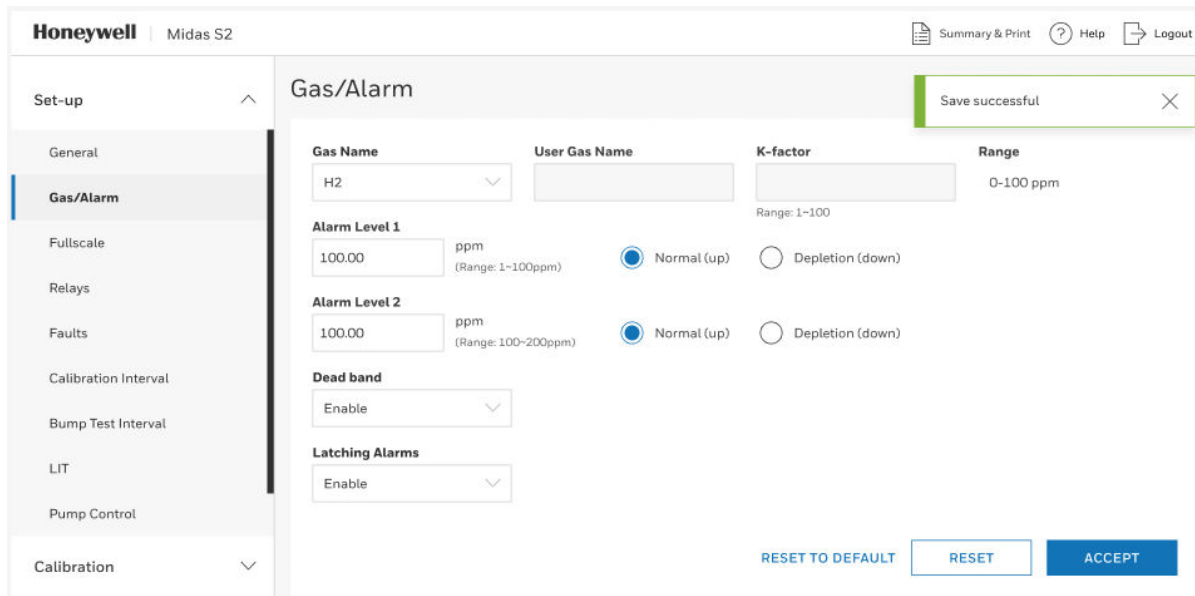 Honeywell | Midas S2
Summary & Print
Help
Logout
Set-up
General
Gas/Alarm
Fullscale
Relays
Faults
Calibration Interval
Bump Test Interval
LIT
Pump Control
Calibration
Gas/Alarm
Save successful
Gas Name
User Gas Name
K-factor
Range
H2
0-100 ppm
Range: 1~100
Alarm Level 1
100.00
ppm
(Range: 1~100ppm)
Normal (up)
Depletion (down)
Alarm Level 2
100.00
ppm
(Range: 100~200ppm)
Normal (up)
Depletion (down)
Dead band
Enable
Latching Alarms
Enable
RESET TO DEFAULT
RESET
ACCEPT